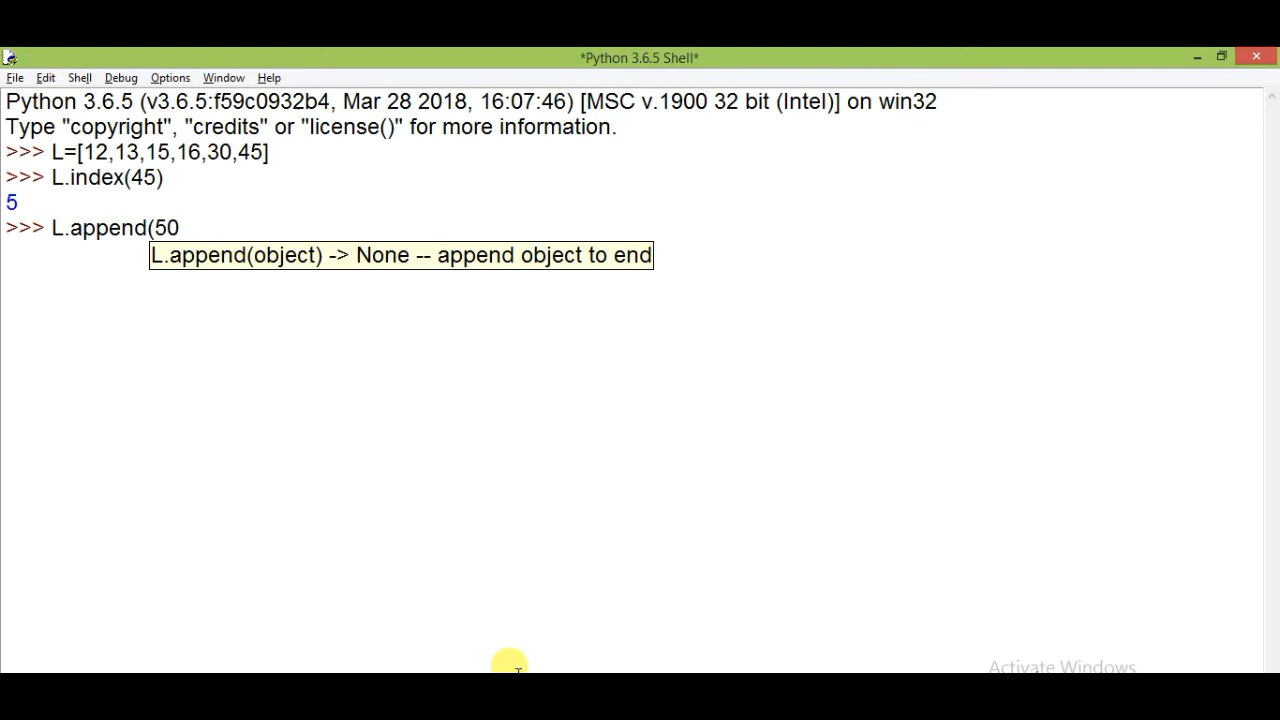 *Python 3.6.5 Shell*
File Edit Shell Debug Options Window Help
Python 3.6.5 (v3.6.5:f59c0932b4, Mar 28 2018, 16:07:46) [MSC v.1900 32 bit (Intel)] on win32
Type "copyright", "credits" or "license()" for more information.
>>> L=[12,13,15,16,30,45]
>>> L.index(45)
5
>>> L.append(50
L.append(object) -> None -- append object to end
Activate Windows